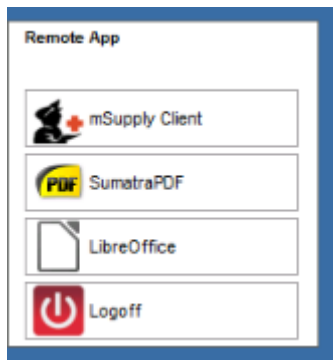 Remote App
mSupply Client
PDF SumatraPDF
LibreOffice
Logoff